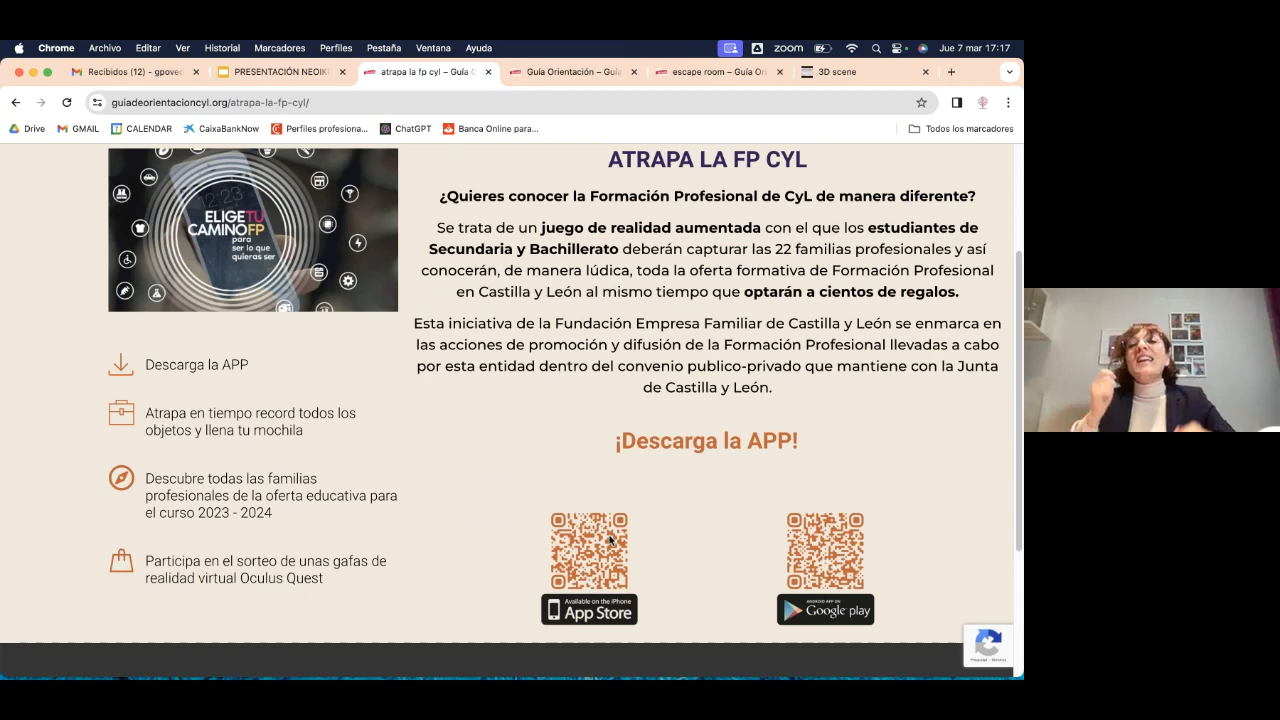 Chrome Archivo Editar Ver Historial Marcadores Perfiles Pestaña Ventana Ayuda zoom Jue 7 mar 17:17
Recibidos (12) - gpoved PRESENTACIÓN NEOIK atrapa la fp cyl – Guía O Guía Orientación – Guía escape room – Guía Ori 3D scene
guiadeorientacioncyl.org/atrapa-la-fp-cyl/
Drive GMAIL CALENDAR CaixaBankNow Perfiles profesiona... ChatGPT Banca Online para... Todos los marcadores
ELIGETU
CAMINOFP
para
ser lo que
quieras ser
12:23
Descarga la APP
Atrapa en tiempo record todos los
objetos y llena tu mochila
Descubre todas las familias
profesionales de la oferta educativa para
el curso 2023 - 2024
Participa en el sorteo de unas gafas de
realidad virtual Oculus Quest
ATRAPA LA FP CYL
¿Quieres conocer la Formación Profesional de CyL de manera diferente?
Se trata de un juego de realidad aumentada con el que los estudiantes de
Secundaria y Bachillerato deberán capturar las 22 familias profesionales y así
conocerán, de manera lúdica, toda la oferta formativa de Formación Profesional
en Castilla y León al mismo tiempo que optarán a cientos de regalos.
Esta iniciativa de la Fundación Empresa Familiar de Castilla y León se enmarca en
las acciones de promoción y difusión de la Formación Profesional llevadas a cabo
por esta entidad dentro del convenio publico-privado que mantiene con la Junta
de Castilla y León.
¡Descarga la APP!
Available on the iPhone
App Store
ANDROID APP ON
Google play
Privacidad - Términos